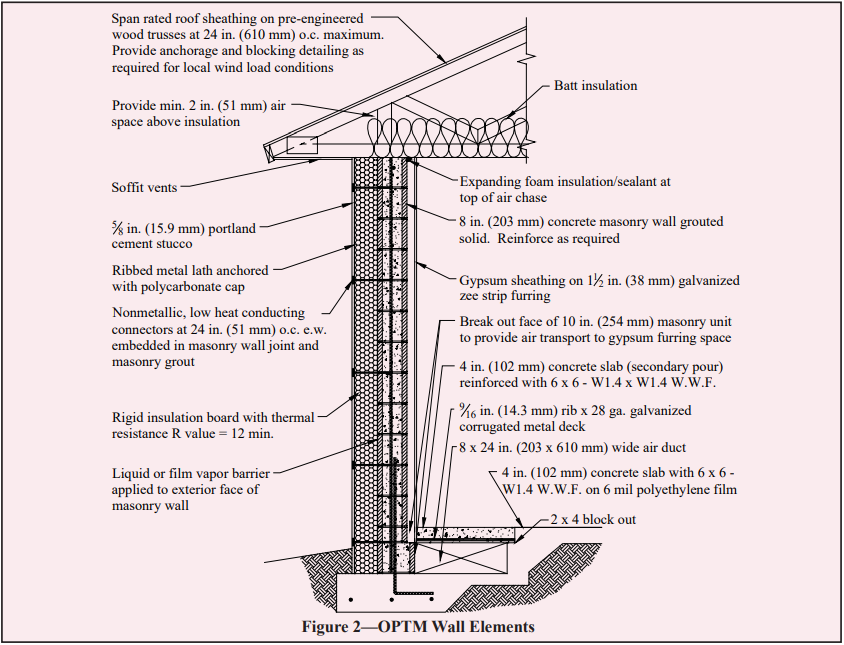 Span rated roof sheathing on pre-engineered
wood trusses at 24 in. (610 mm) o.c. maximum.
Provide anchorage and blocking detailing as
required for local wind load conditions
Batt insulation
Provide min. 2 in. (51 mm) air
space above insulation
Soffit vents
Expanding foam insulation/sealant at
top of air chase
⅝ in. (15.9 mm) portland
cement stucco
8 in. (203 mm) concrete masonry wall grouted
solid. Reinforce as required
Ribbed metal lath anchored
with polycarbonate cap
Gypsum sheathing on 1½ in. (38 mm) galvanized
zee strip furring
Nonmetallic, low heat conducting
connectors at 24 in. (51 mm) o.c. e.w.
embedded in masonry wall joint and
masonry grout
Break out face of 10 in. (254 mm) masonry unit
to provide air transport to gypsum furring space
4 in. (102 mm) concrete slab (secondary pour)
reinforced with 6 x 6 - W1.4 x W1.4 W.W.F.
9/16 in. (14.3 mm) rib x 28 ga. galvanized
corrugated metal deck
Rigid insulation board with thermal
resistance R value = 12 min.
8 x 24 in. (203 x 610 mm) wide air duct
Liquid or film vapor barrier
applied to exterior face of
masonry wall
4 in. (102 mm) concrete slab with 6 x 6 -
W1.4 W.W.F. on 6 mil polyethylene film
2 x 4 block out
Figure 2—OPTM Wall Elements